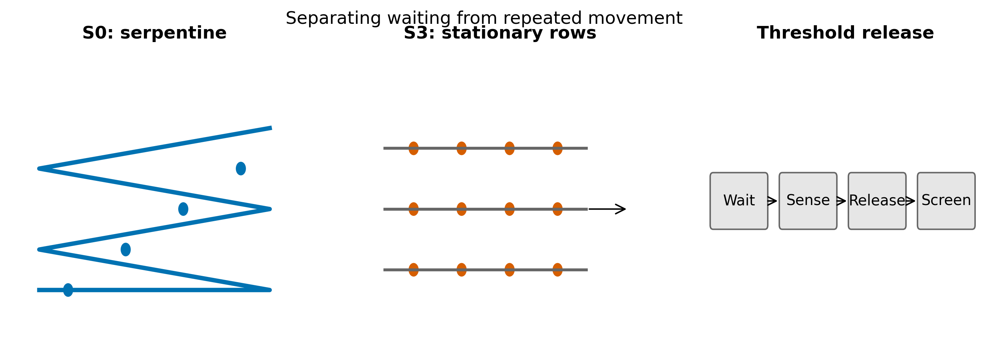 Separating waiting from repeated movement
S0: serpentine
S3: stationary rows
Threshold release
Wait
Sense
Release
Screen